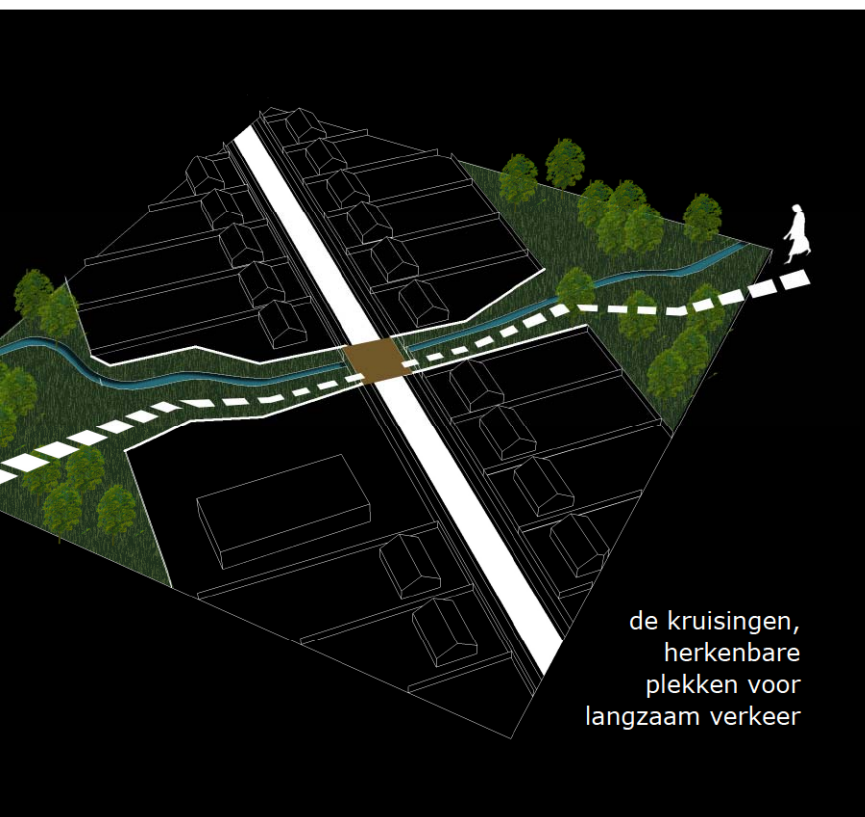 de kruisingen,
herkenbare
plekken voor
langzaam verkeer